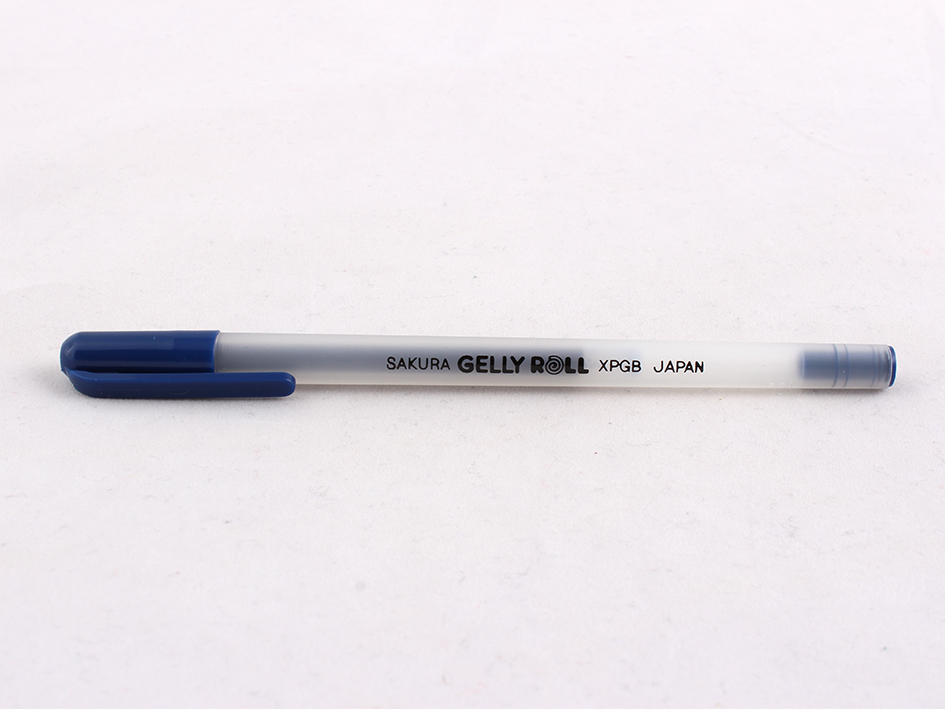 SAKURA GELLY ROLL XPGB JAPAN